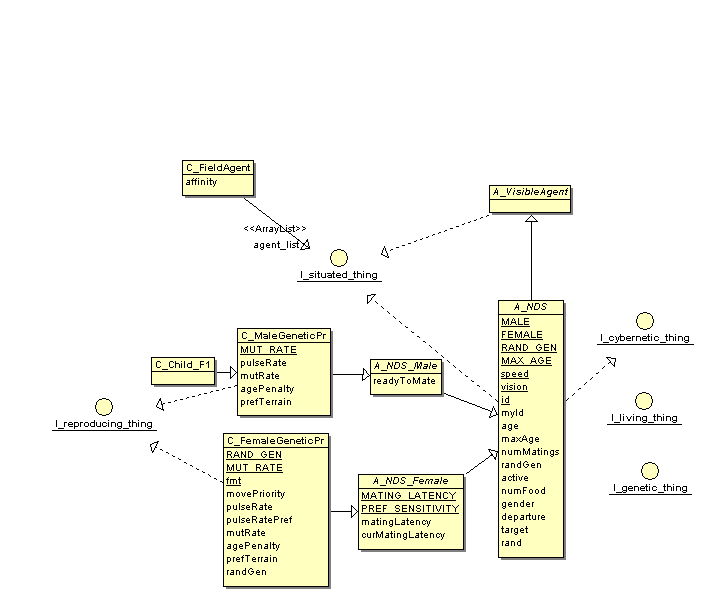 C_FieldAgent
affinity
A_VisibleAgent
<<ArrayList>>
agent_list
I_situated_thing
A_NDS
MALE
FEMALE
RAND_GEN
MAX_AGE
speed
vision
id
myId
age
maxAge
numMatings
randGen
active
numFood
gender
departure
target
rand
I_cybernetic_thing
I_living_thing
I_genetic_thing
C_MaleGeneticPr
MUT_RATE
pulseRate
mutRate
agePenalty
prefTerrain
C_Child_F1
A_NDS_Male
readyToMate
I_reproducing_thing
C_FemaleGeneticPr
RAND_GEN
MUT_RATE
fmt
movePriority
pulseRate
pulseRatePref
mutRate
agePenalty
prefTerrain
randGen
A_NDS_Female
MATING_LATENCY
PREF_SENSITIVITY
matingLatency
curMatingLatency